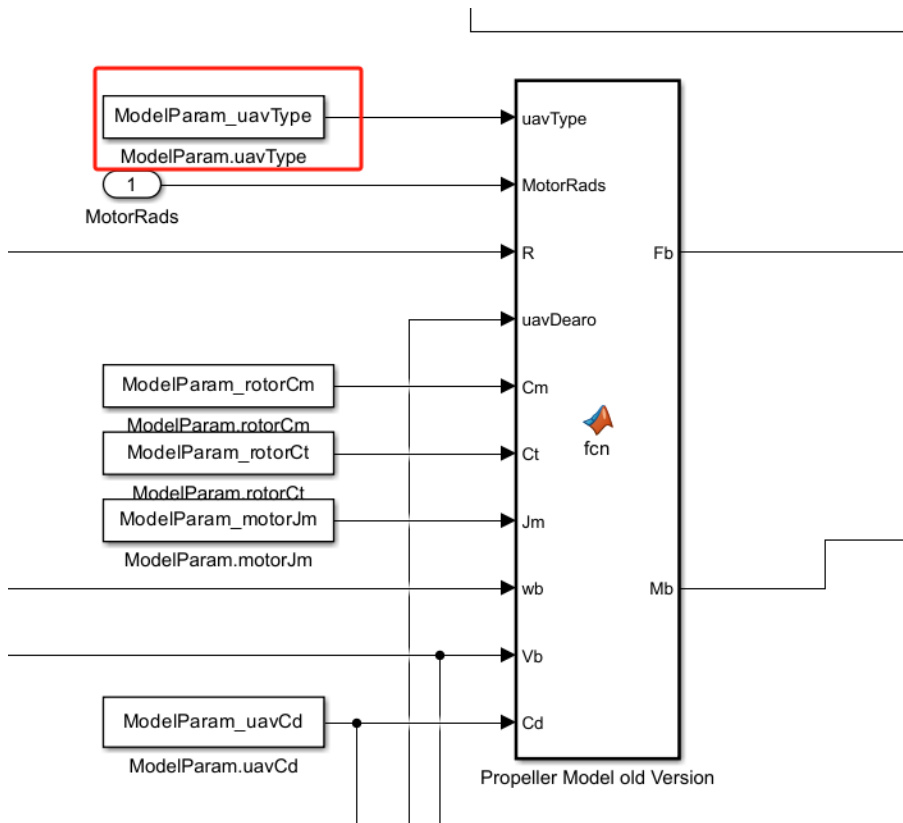 ModelParam_uavType
ModelParam.uavType
1
MotorRads
ModelParam_rotorCm
ModelParam.rotorCm
ModelParam_rotorCt
ModelParam.rotorCt
ModelParam_motorJm
ModelParam.motorJm
ModelParam_uavCd
ModelParam.uavCd
uavType
MotorRads
R
uavDearo
Cm
Ct
Jm
wb
Vb
Cd
fcn
Fb
Mb
Propeller Model old Version